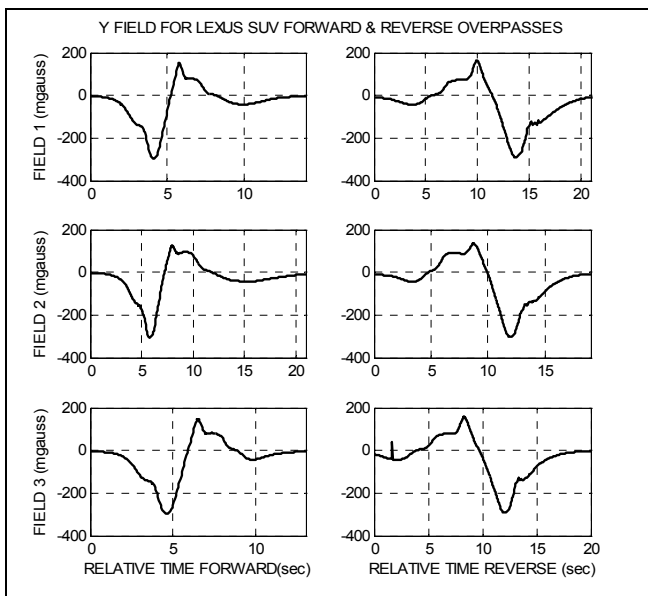 Y FIELD FOR LEXUS SUV FORWARD & REVERSE OVERPASSES
200
0
-200
-400
FIELD 1 (mgauss)
0 5 10
200
0
-200
-400
0 5 10 15 20
200
0
-200
-400
FIELD 2 (mgauss)
0 5 10 15 20
200
0
-200
-400
0 5 10 15
200
0
-200
-400
FIELD 3 (mgauss)
5 10
RELATIVE TIME FORWARD(sec)
200
0
-200
-400
0 5 10 15 20
RELATIVE TIME REVERSE (sec)